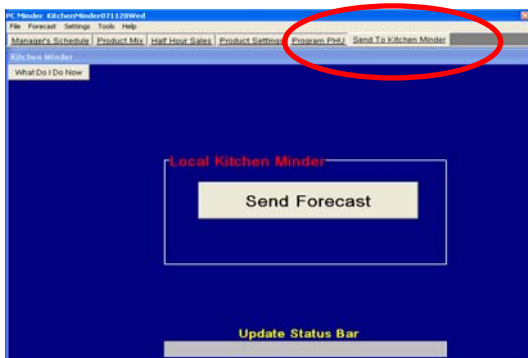 PC Minder KitchenMinder071128Wed
File Forecast Settings Tools Help
Manager's Schedule Product Mix Half Hour Sales Product Settings Program PHU Send To Kitchen Minder
Kitchen Minder
What Do I Do Now
Local Kitchen Minder
Send Forecast
Update Status Bar